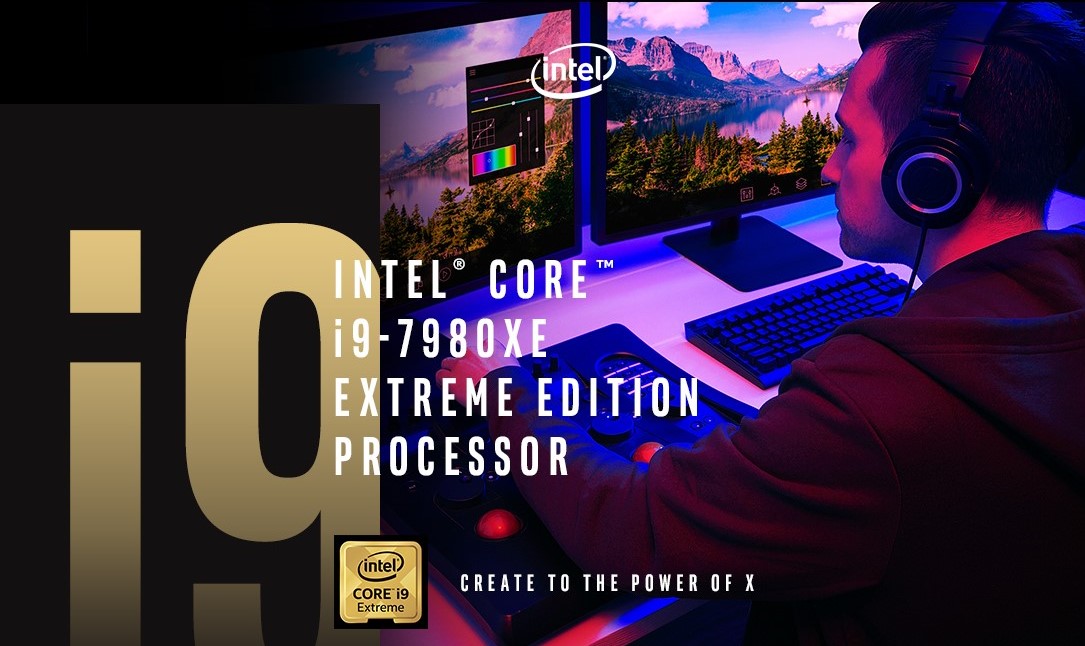 intel
i9
INTEL® CORE™
i9-7980XE
EXTREME EDITION
PROCESSOR
intel
CORE i9
Extreme
CREATE TO THE POWER OF X